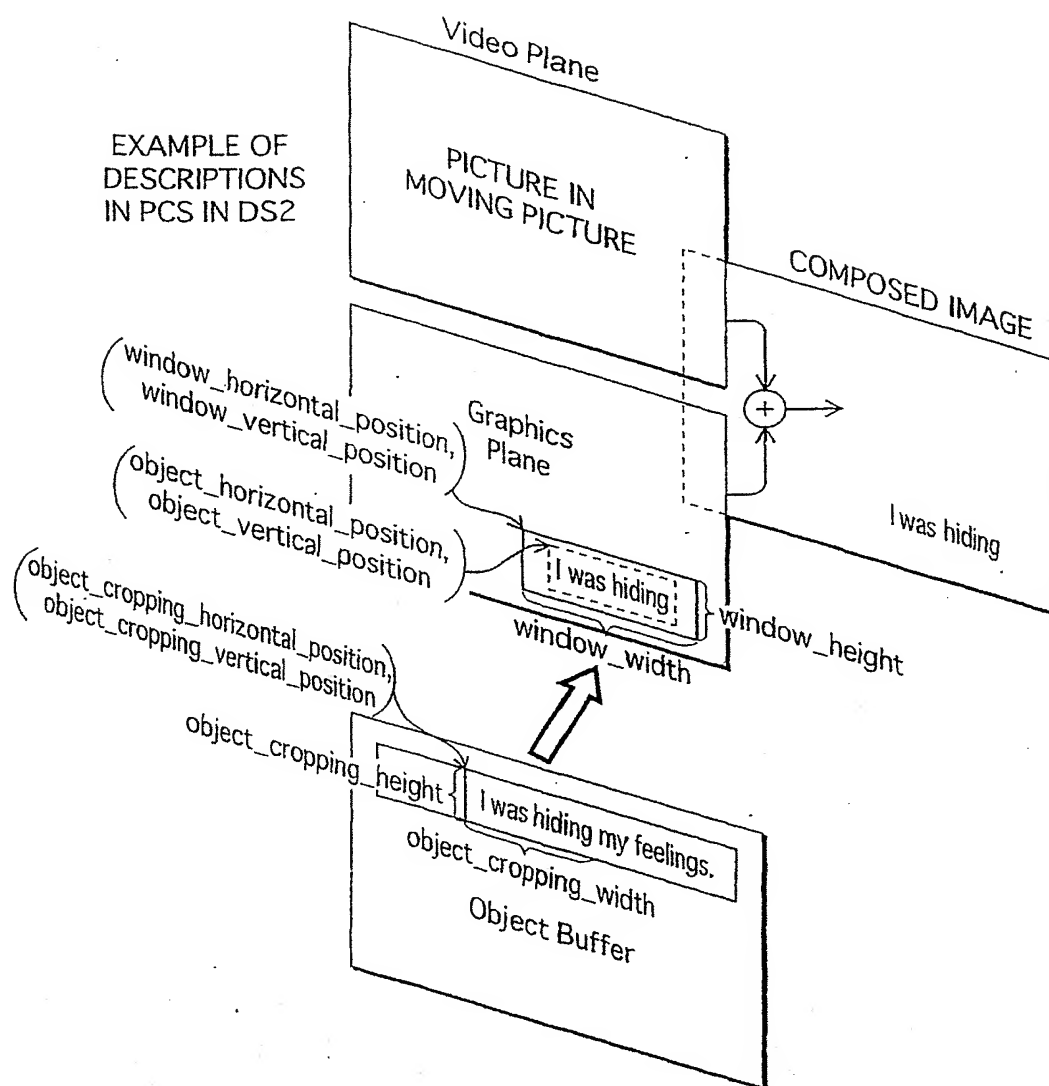 Video Plane
EXAMPLE OF
DESCRIPTIONS
IN PCS IN DS2
PICTURE IN
MOVING PICTURE
COMPOSED IMAGE
(window_horizontal_position,
window_vertical_position)
Graphics
Plane
(object_horizontal_position,
object_vertical_position)
I was hiding
I was hiding
window_height
window_width
(object_cropping_horizontal_position,
object_cropping_vertical_position)
object_cropping_height
I was hiding my feelings.
object_cropping_width
Object Buffer